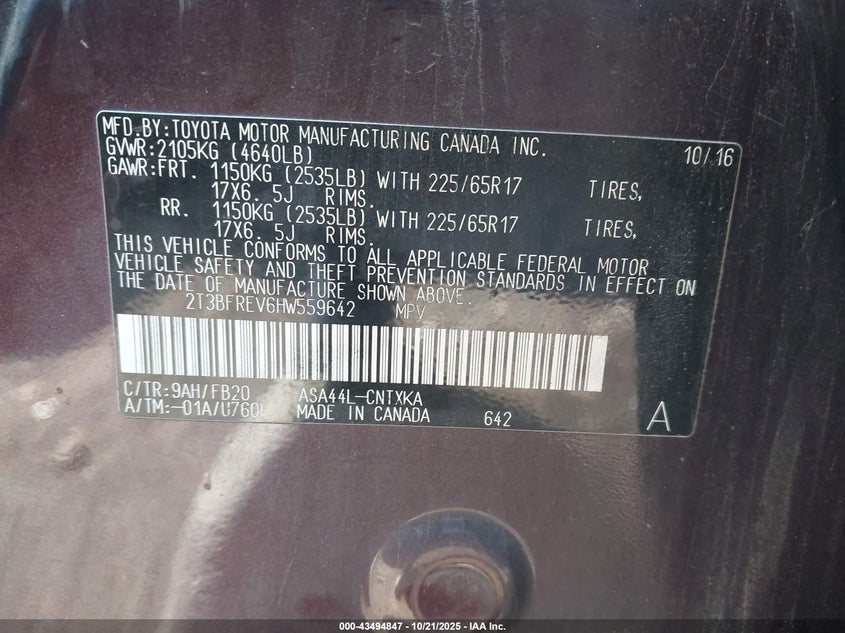 MFD.BY:TOYOTA MOTOR MANUFACTURING CANADA INC. 10/16
GVWR:2105KG (4640LB)
GAWR:FRT. 1150KG (2535LB) WITH 225/65R17 TIRES,
17X6. 5J RIMS.
RR. 1150KG (2535LB) WITH 225/65R17 TIRES,
17X6. 5J RIMS.
THIS VEHICLE CONFORMS TO ALL APPLICABLE FEDERAL MOTOR
VEHICLE SAFETY AND THEFT PREVENTION STANDARDS IN EFFECT ON
THE DATE OF MANUFACTURE SHOWN ABOVE.
2T3BFREV6HW559642 MPV
C/TR:9AH/FB20 ASA44L-CNTXKA
A/TM:-01A/U760E MADE IN CANADA 642 A
000-43494847 - 10/21/2025 - IAA Inc.